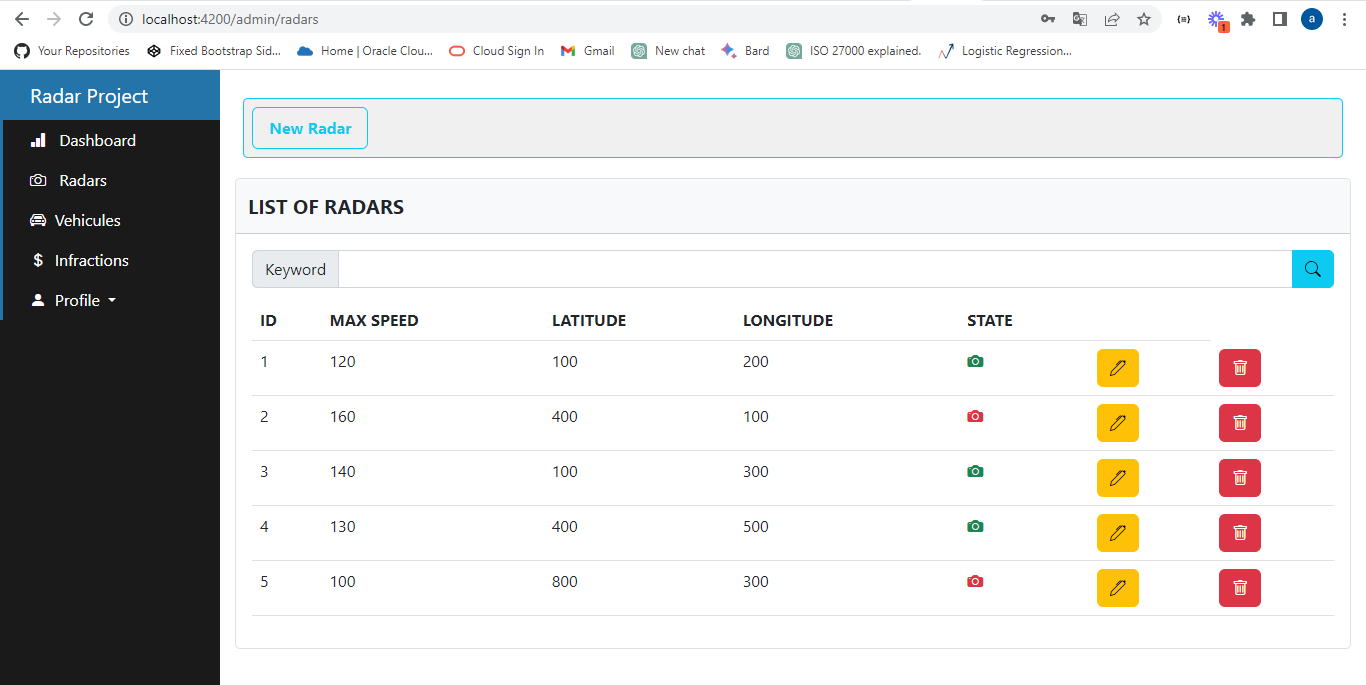 localhost:4200/admin/radars
1
a
Your Repositories Fixed Bootstrap Sid... Home | Oracle Clou... Cloud Sign In Gmail New chat Bard ISO 27000 explained. Logistic Regression...
Radar Project
Dashboard
Radars
Vehicules
$ Infractions
Profile
New Radar
LIST OF RADARS
Keyword
ID MAX SPEED LATITUDE LONGITUDE STATE
1 120 100 200
2 160 400 100
3 140 100 300
4 130 400 500
5 100 800 300